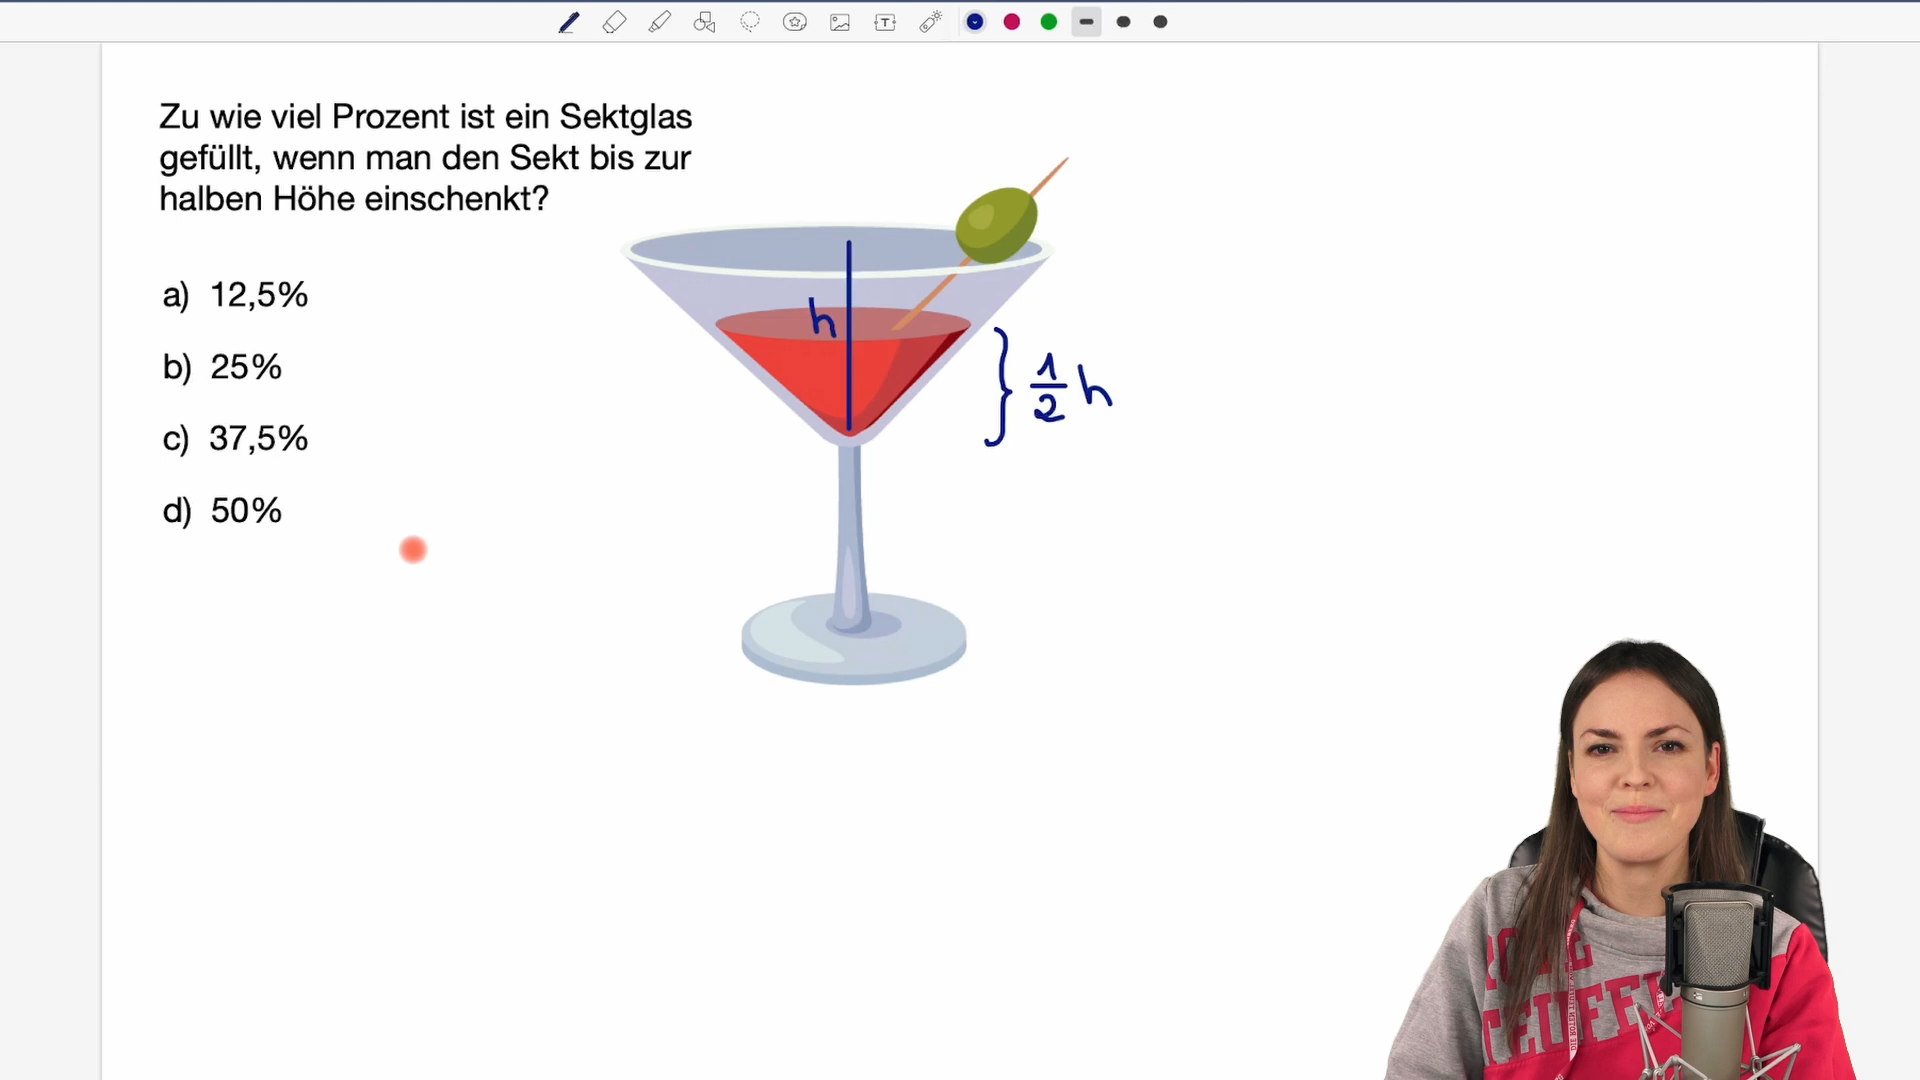 Zu wie viel Prozent ist ein Sektglas
gefüllt, wenn man den Sekt bis zur
halben Höhe einschenkt?
a) 12,5%
b) 25%
c) 37,5%
d) 50%
h
1/2 h